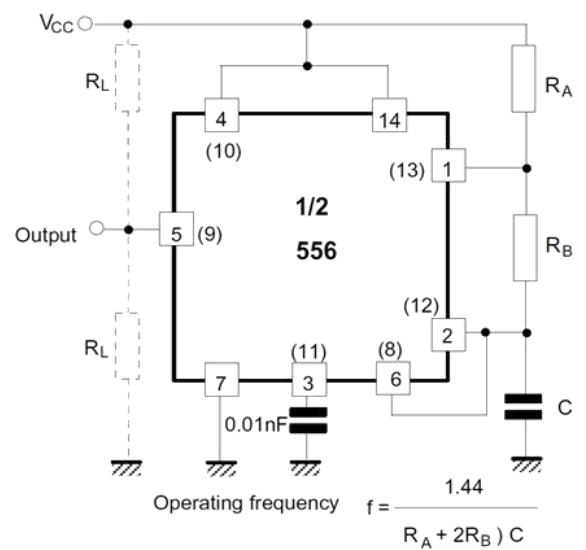 VCC
RL
RA
4
14
(10)
(13)
1
1/2
556
Output
5
(9)
RB
(12)
2
RL
(11)
(8)
7
3
6
0.01nF
C
Operating frequency f = 1.44
RA + 2RB ) C